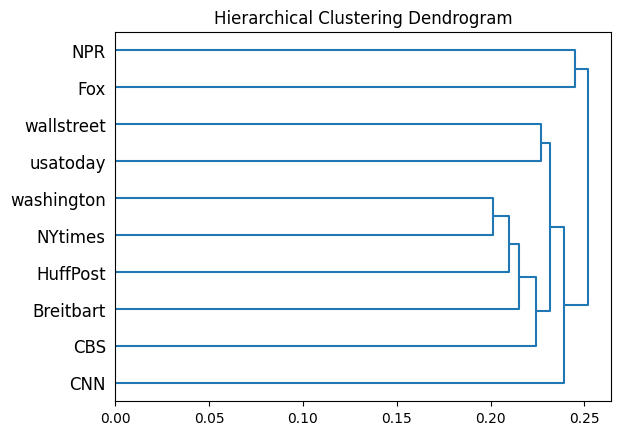 Hierarchical Clustering Dendrogram
NPR
Fox
wallstreet
usatoday
washington
NYtimes
HuffPost
Breitbart
CBS
CNN
0.00 0.05 0.10 0.15 0.20 0.25